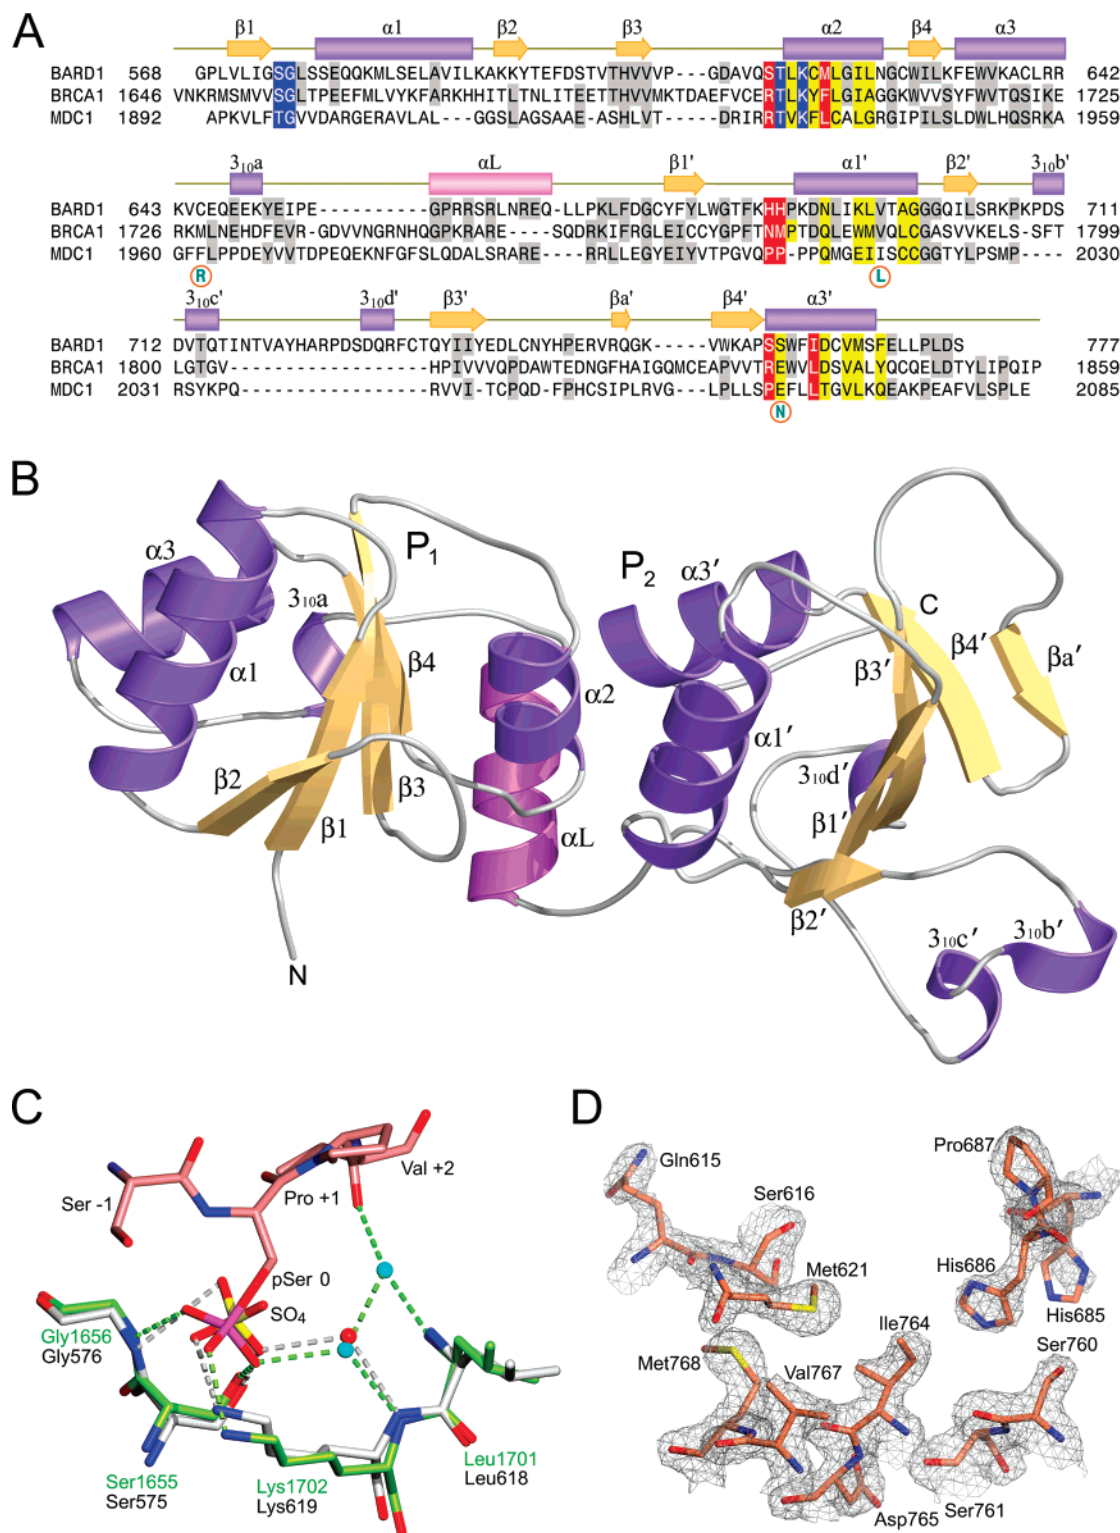 A
β1 α1 β2 β3 α2 β4 α3
BARD1 568 GPLVLIGSGLSSEQQKMLSELAVILKAKKYTEFDSTVTHVVVP---GDAVQSTLKCMLGILNGCWILKFEWVKACLRR 642
BRCA1 1646 VNKRMSMVVSGLTPEEFMLVYKFARKHHITLTNLITEETTHVVMKTDAEFVCERTLKYFLGIAGGKWVVSYFWVTQSIKE 1725
MDC1 1892 APKVLFTGVVDARGERAVLAL---GGSLAGSAAE-ASHLVT-----DRIRRTVKFLCALGRGIPILSLDWLHQSRKA 1959
3₁₀a αL β1' α1' β2' 3₁₀b'
BARD1 643 KVCEQEEKYEIPE----------GPRRSRLNREQ-LLPKLFDGCYFYLWGTFKHHPKDNLIKLVTAGGGQILSRKPKPDS 711
BRCA1 1726 RKMLNEHDFEVR-GDVVNGRNHQGPKRARE----SQDRKIFRGLEICCYGPFTNMPTDQLEWMVQLCGASVVKELS-SFT 1799
MDC1 1960 GFFLPPDEYVVTDPEQEKNFGFSLQDALSRARE----RRLLEGYEIYVTPGVQPP-PPQMGEIISCCGGTYLPSMP---- 2030
R L
3₁₀c' 3₁₀d' β3' βa' β4' α3'
BARD1 712 DVTQTINTVAYHARPDSDQRFCTQYIIYEDLCNYHPERVRQGK-----VWKAPSSWFIDCVMSFELLPLDS 777
BRCA1 1800 LGTGV------------------HPIVVVQPDAWTEDNGFHAIGQMCEAPVVTREWVLDSVALYQCQELDTYLIPQIP 1859
MDC1 2031 RSYKPQ-----------------RVVI-TCPQD-FPHCSIPLRVG---LPLLSPEFLLTGVLKQEAKPEAFVLSPLE 2085
N
B
α3 P₁ P₂ α3′
3₁₀a C
α1 β4 α2 β3′ β4′ βa′
α1′
β2 β3 3₁₀d′
β1 αL β1′
β2′
3₁₀c′ 3₁₀b′
N
C
Val +2
Ser -1 Pro +1
pSer 0
SO₄
Gly1656
Gly576
Leu1701
Leu618
Ser1655
Ser575
Lys1702
Lys619
D
Pro687
Gln615
Ser616
Met621
His686
His685
Ile764
Ser760
Met768 Val767
Asp765
Ser761